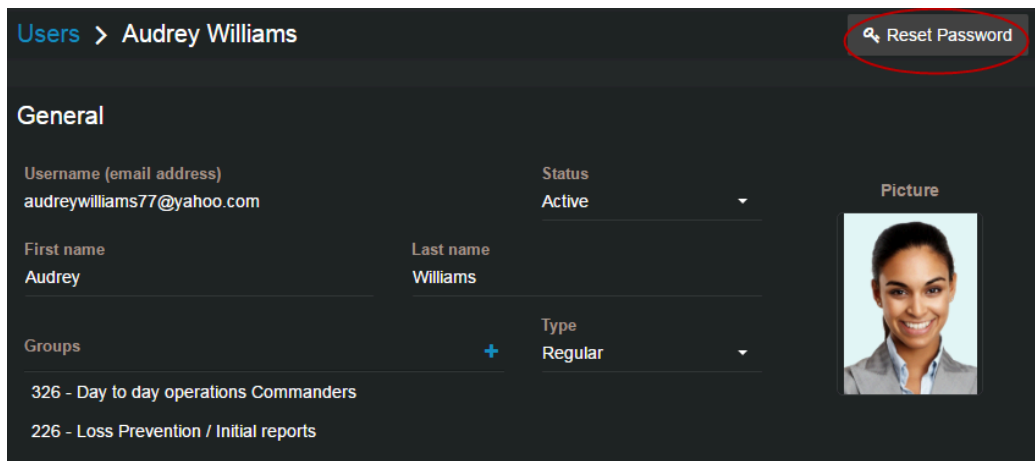 Users > Audrey Williams
Reset Password
General
Username (email address)
audreywilliams77@yahoo.com
Status
Active
Picture
First name
Audrey
Last name
Williams
Groups +
Type
Regular
326 - Day to day operations Commanders
226 - Loss Prevention / Initial reports